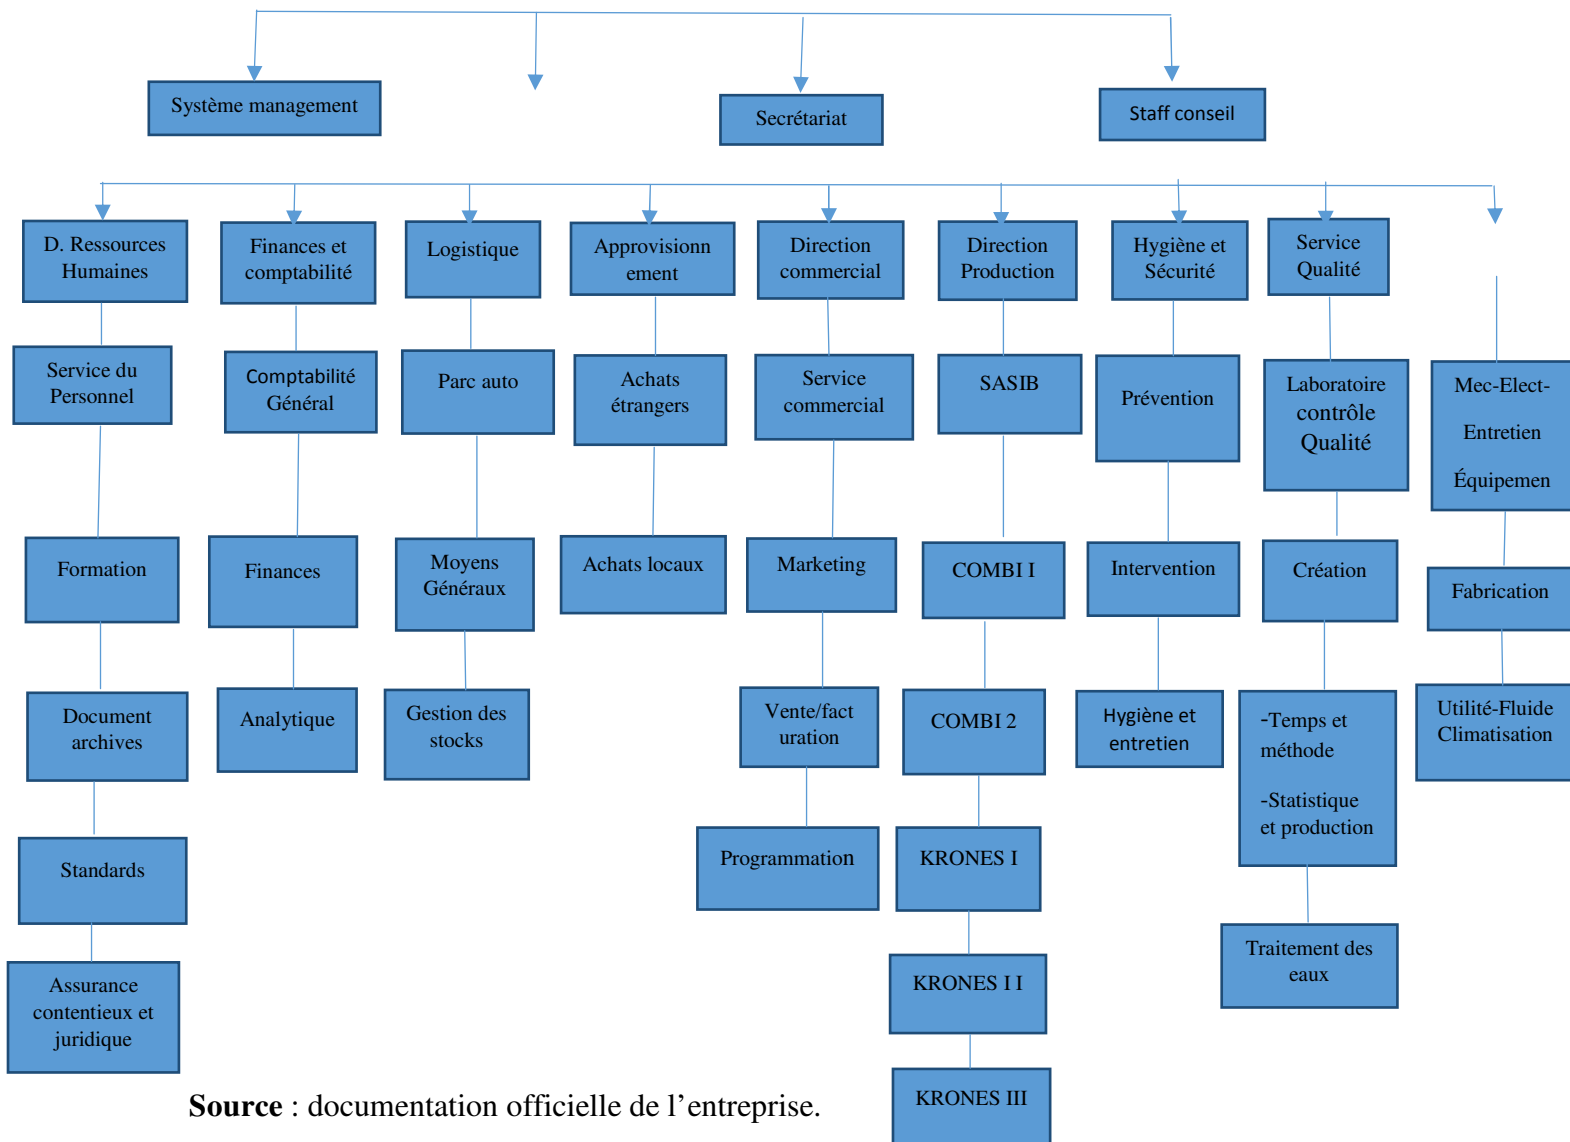 Système management
Secrétariat
Staff conseil
D. Ressources
Humaines
Finances et
comptabilité
Logistique
Approvisionn
ement
Direction
commercial
Direction
Production
Hygiène et
Sécurité
Service
Qualité
Service du
Personnel
Comptabilité
Général
Parc auto
Achats
étrangers
Service
commercial
SASIB
Prévention
Laboratoire
contrôle
Qualité
Mec-Elect-
Entretien
Équipemen
Formation
Finances
Moyens
Généraux
Achats locaux
Marketing
COMBI I
Intervention
Création
Fabrication
Document
archives
Analytique
Gestion des
stocks
Vente/fact
uration
COMBI 2
Hygiène et
entretien
-Temps et
méthode
-Statistique
et production
Utilité-Fluide
Climatisation
Standards
Programmation
KRONES I
Traitement des
eaux
Assurance
contentieux et
juridique
KRONES I I
KRONES III
Source : documentation officielle de l’entreprise.